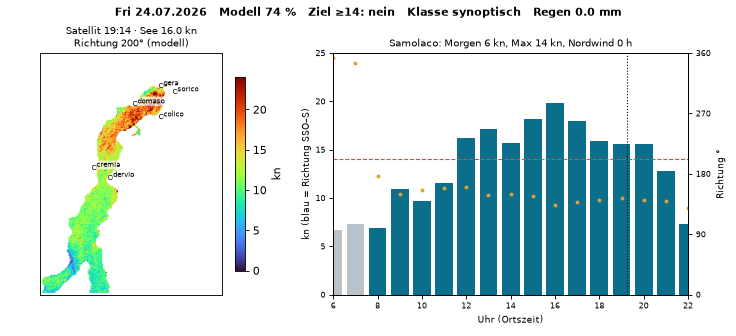 Fri 24.07.2026   Modell 74 %   Ziel ≥14: nein   Klasse synoptisch   Regen 0.0 mm
Satellit 19:14 · See 16.0 kn
Richtung 200° (modell)
gera
sorico
domaso
colico
cremia
dervio
20
15
10
5
0
kn
Samolaco: Morgen 6 kn, Max 14 kn, Nordwind 0 h
kn (blau = Richtung SSO–S)
25
20
15
10
5
0
6 8 10 12 14 16 18 20 22
Uhr (Ortszeit)
360
270
180
90
0
Richtung °